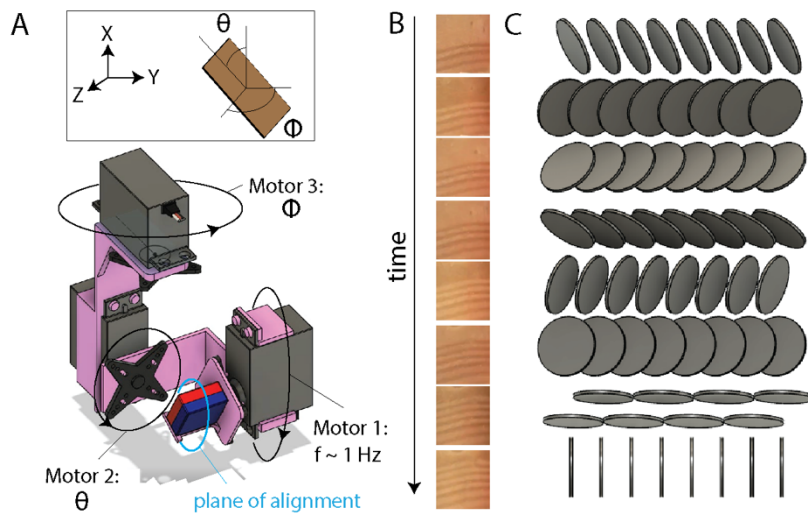 A
X
Z
Y
θ
Φ
Motor 3:
Φ
Motor 2:
θ
Motor 1:
f ~ 1 Hz
plane of alignment
B
time
C